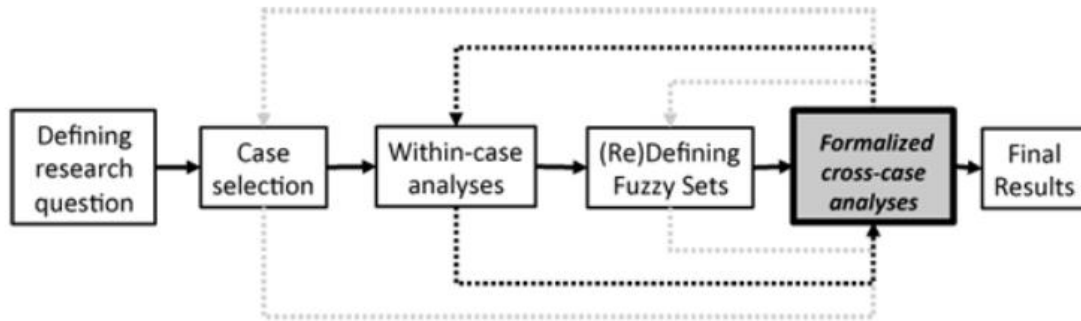 Defining
research
question
Case
selection
Within-case
analyses
(Re)Defining
Fuzzy Sets
Formalized
cross-case
analyses
Final
Results